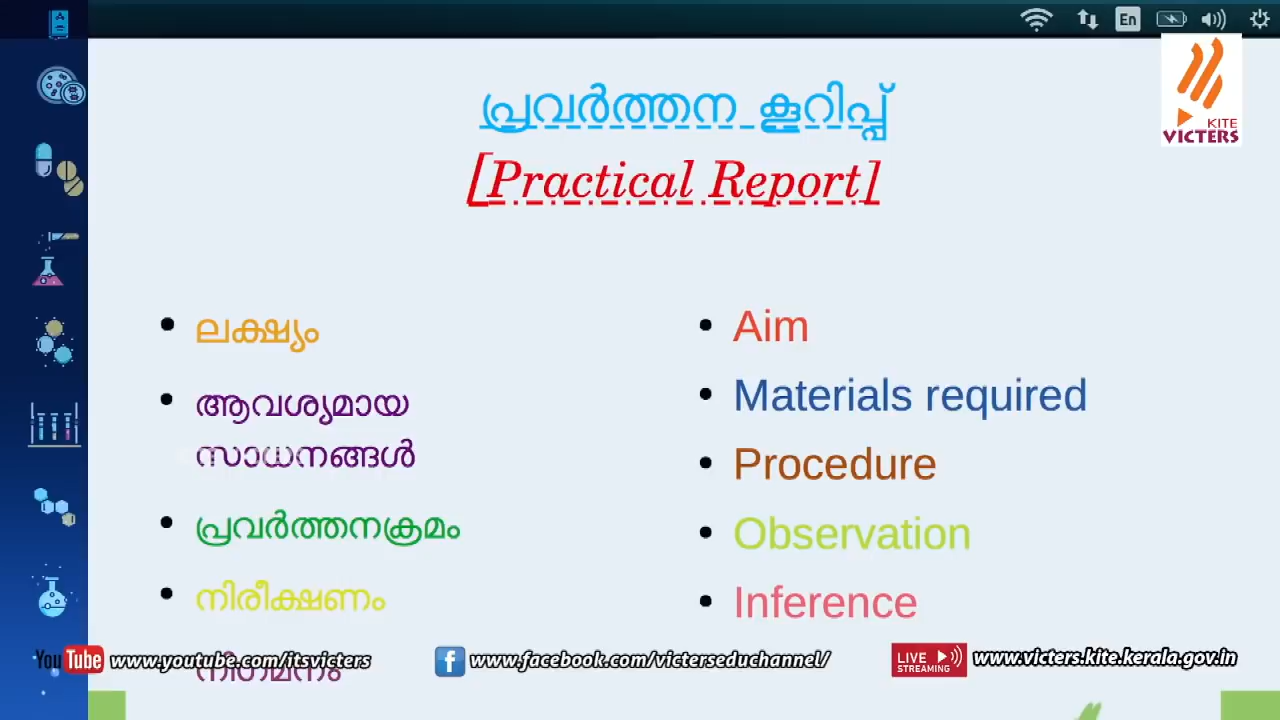 En
KITE
VICTERS
പ്രവർത്തന കൂറിപ്പ്
[Practical Report]
• ലക്ഷ്യം
• ആവശ്യമായ
സാധനങ്ങൾ
• പ്രവർത്തനക്രമം
• നിരീക്ഷണം
നിഗമനം
• Aim
• Materials required
• Procedure
• Observation
• Inference
YouTube www.youtube.com/itsvicters
f www.facebook.com/victerseduchannel/
LIVE STREAMING www.victers.kite.kerala.gov.in